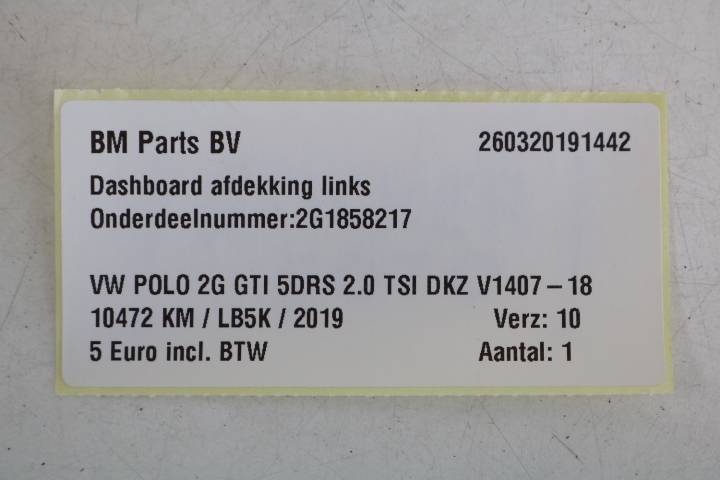 BM Parts BV 260320191442
Dashboard afdekking links
Onderdeelnummer:2G1858217
VW POLO 2G GTI 5DRS 2.0 TSI DKZ V1407 – 18
10472 KM / LB5K / 2019 Verz: 10
5 Euro incl. BTW Aantal: 1